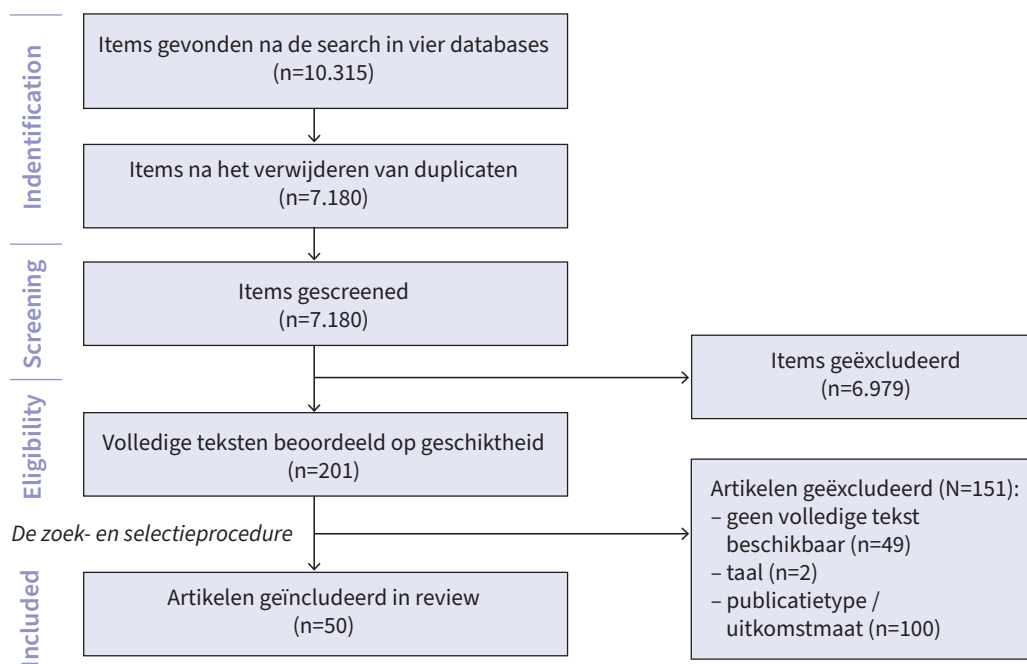 Indentification
Items gevonden na de search in vier databases
(n=10.315)
Items na het verwijderen van duplicaten
(n=7.180)
Screening
Items gescreened
(n=7.180)
Items geëxcludeerd
(n=6.979)
Eligibility
Volledige teksten beoordeeld op geschiktheid
(n=201)
De zoek- en selectieprocedure
Artikelen geëxcludeerd (N=151):
– geen volledige tekst
beschikbaar (n=49)
– taal (n=2)
– publicatietype /
uitkomstmaat (n=100)
Included
Artikelen geïncludeerd in review
(n=50)